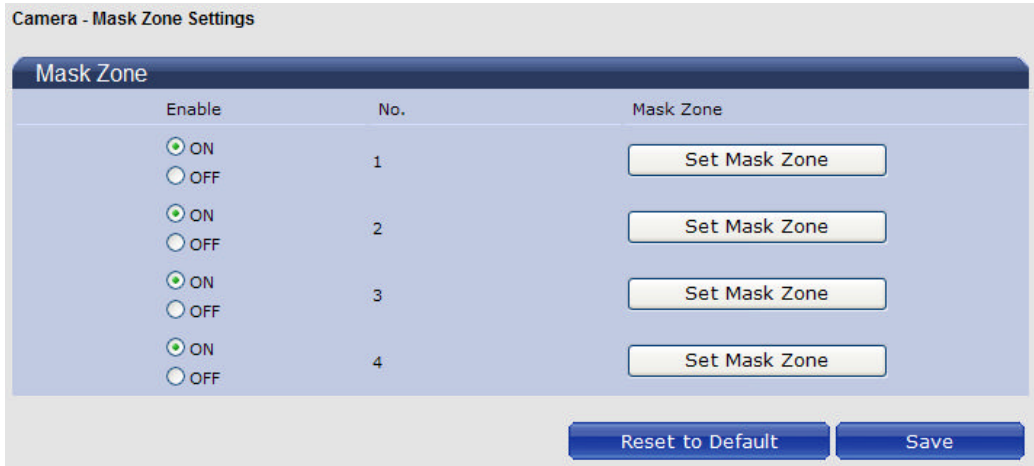 Camera - Mask Zone Settings
Mask Zone
Enable No. Mask Zone
ON
OFF
1
Set Mask Zone
ON
OFF
2
Set Mask Zone
ON
OFF
3
Set Mask Zone
ON
OFF
4
Set Mask Zone
Reset to Default Save